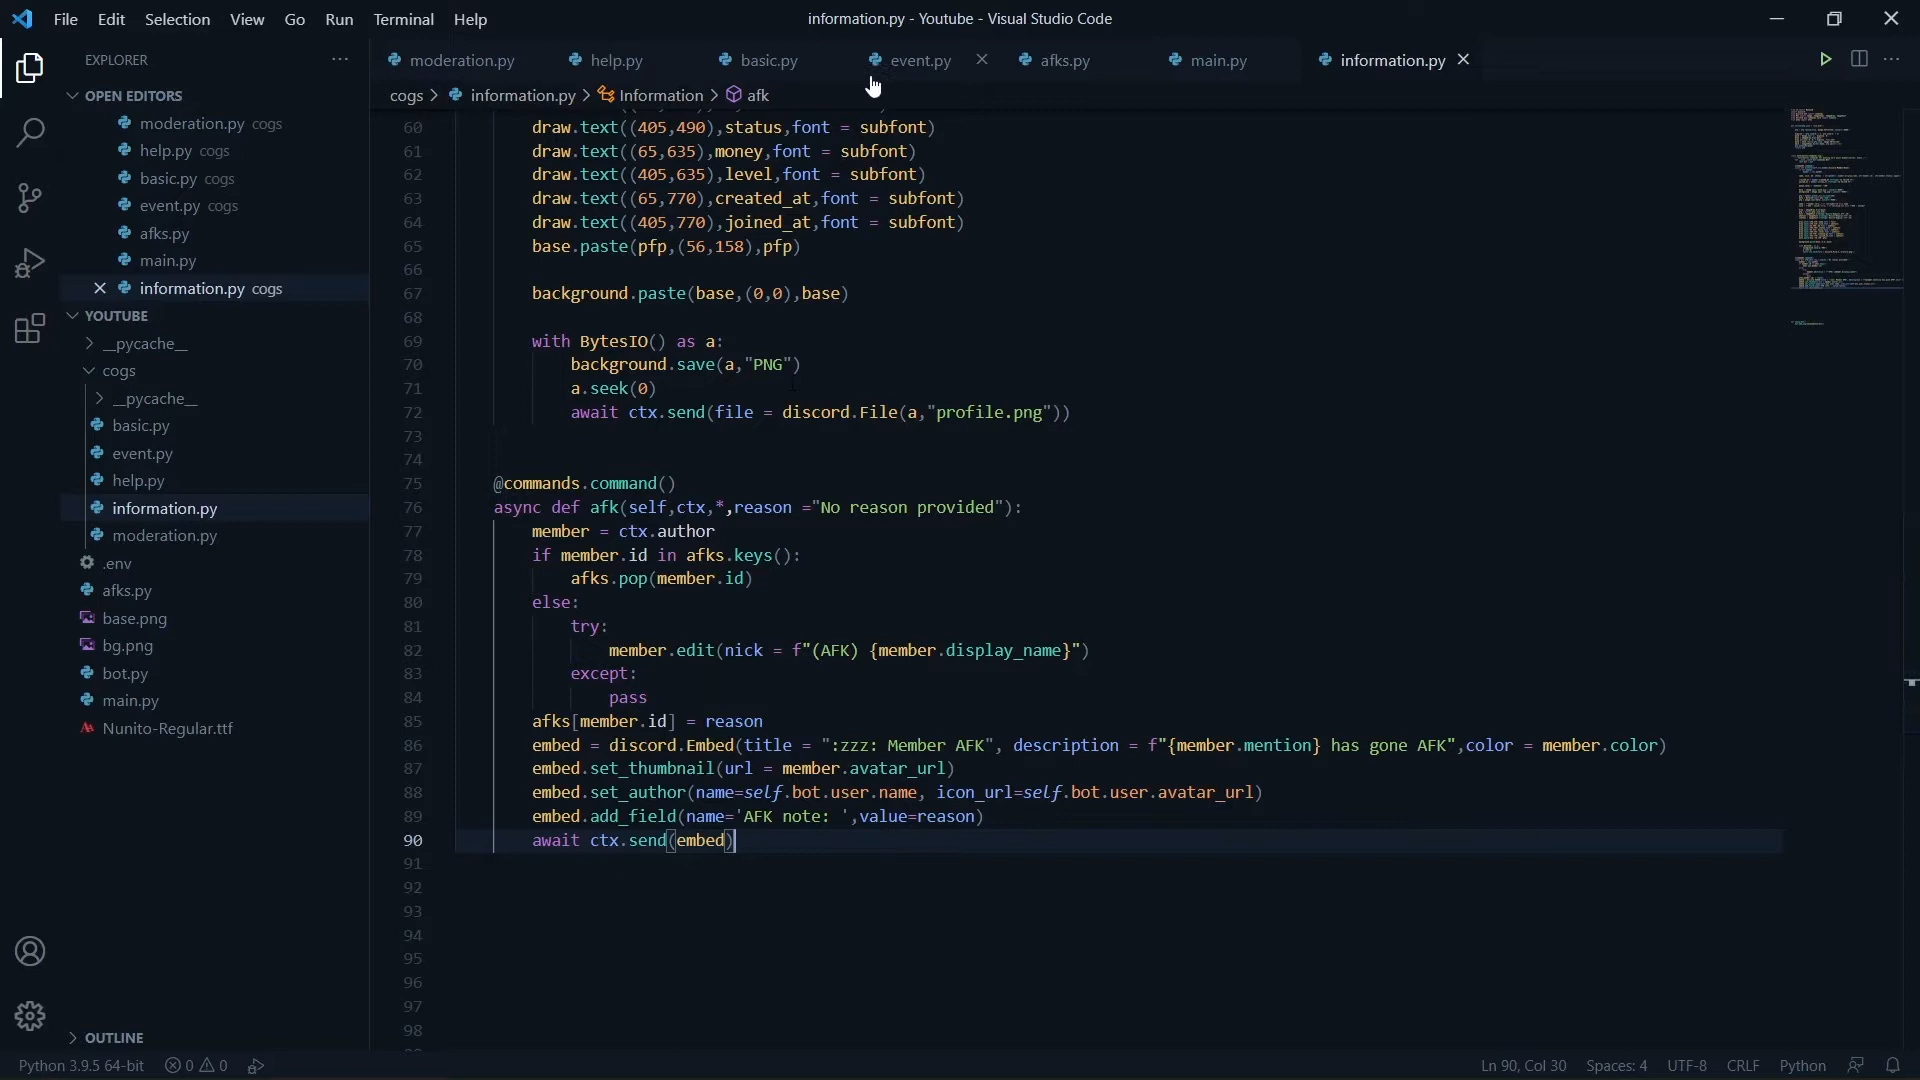 File Edit Selection View Go Run Terminal Help
information.py - Youtube - Visual Studio Code
EXPLORER
moderation.py help.py basic.py event.py afks.py main.py information.py
cogs > information.py > Information > afk
OPEN EDITORS
moderation.py cogs
help.py cogs
basic.py cogs
event.py cogs
afks.py
main.py
information.py cogs
YOUTUBE
__pycache__
cogs
__pycache__
basic.py
event.py
help.py
information.py
moderation.py
.env
afks.py
base.png
bg.png
bot.py
main.py
Nunito-Regular.ttf
OUTLINE
60 draw.text((405,490),status,font = subfont)
61 draw.text((65,635),money,font = subfont)
62 draw.text((405,635),level,font = subfont)
63 draw.text((65,770),created_at,font = subfont)
64 draw.text((405,770),joined_at,font = subfont)
65 base.paste(pfp,(56,158),pfp)
66
67 background.paste(base,(0,0),base)
68
69 with BytesIO() as a:
70 background.save(a,"PNG")
71 a.seek(0)
72 await ctx.send(file = discord.File(a,"profile.png"))
73
74
75 @commands.command()
76 async def afk(self,ctx,*,reason ="No reason provided"):
77 member = ctx.author
78 if member.id in afks.keys():
79 afks.pop(member.id)
80 else:
81 try:
82 member.edit(nick = f"(AFK) {member.display_name}")
83 except:
84 pass
85 afks[member.id] = reason
86 embed = discord.Embed(title = ":zzz: Member AFK", description = f"{member.mention} has gone AFK",color = member.color)
87 embed.set_thumbnail(url = member.avatar_url)
88 embed.set_author(name=self.bot.user.name, icon_url=self.bot.user.avatar_url)
89 embed.add_field(name='AFK note: ',value=reason)
90 await ctx.send(embed)
91
92
93
94
95
96
97
98
Python 3.9.5 64-bit 0 0 Ln 90, Col 30 Spaces: 4 UTF-8 CRLF Python